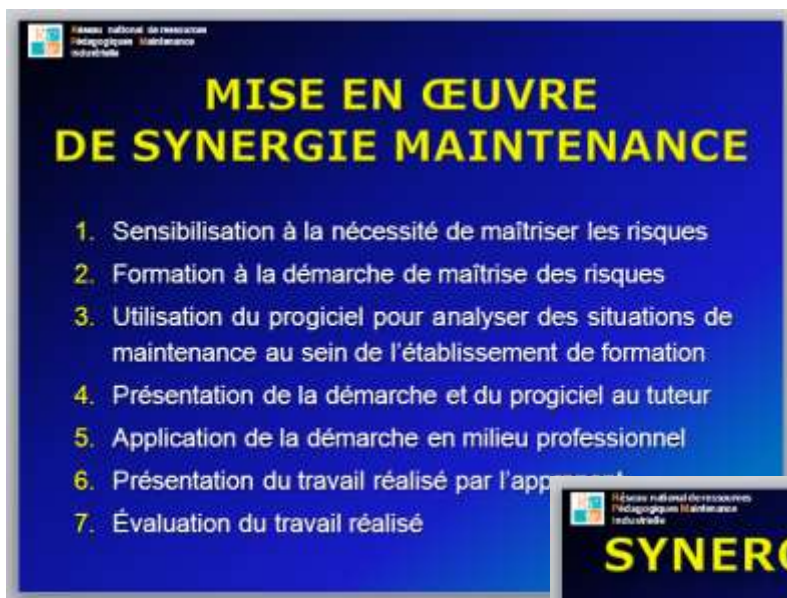 Réseau national de ressources
Pédagogiques Maintenance
Industrielle
MISE EN ŒUVRE
DE SYNERGIE MAINTENANCE
1. Sensibilisation à la nécessité de maîtriser les risques
2. Formation à la démarche de maîtrise des risques
3. Utilisation du progiciel pour analyser des situations de
maintenance au sein de l'établissement de formation
4. Présentation de la démarche et du progiciel au tuteur
5. Application de la démarche en milieu professionnel
6. Présentation du travail réalisé par
7. Évaluation du travail réalisé
Réseau national de ressources
Pédagogiques Maintenance
Industrielle